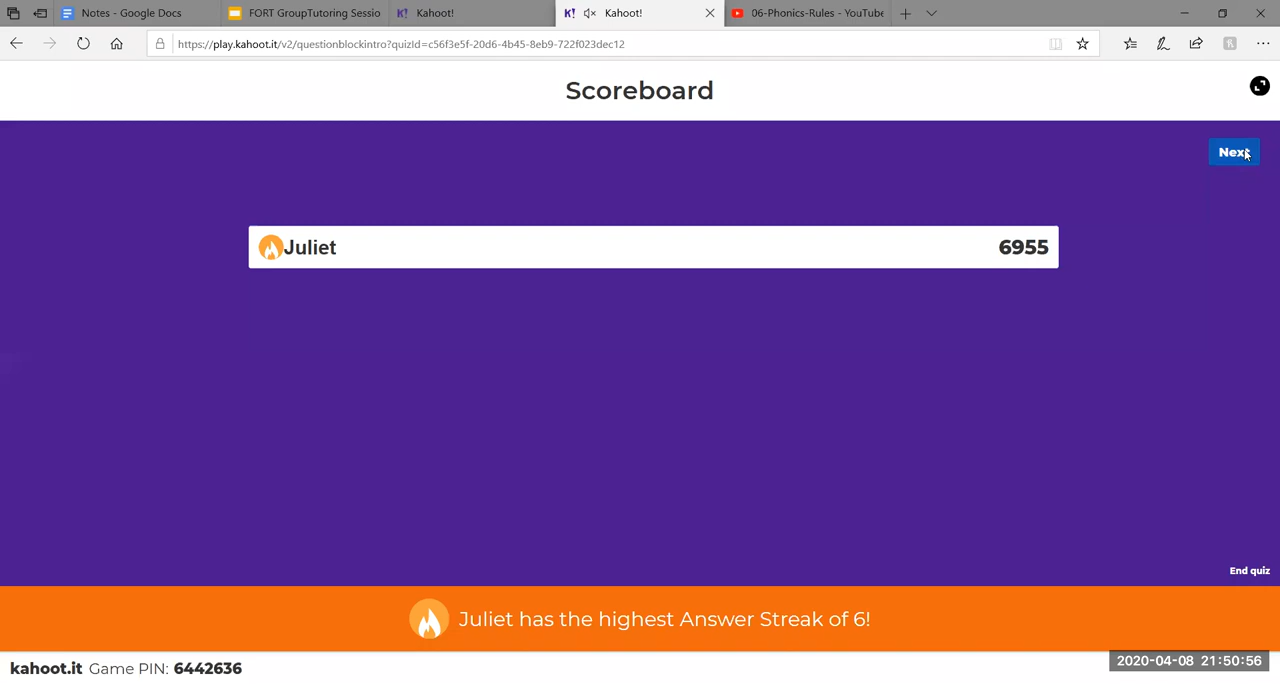 Notes - Google Docs
FORT GroupTutoring Sessio
K! Kahoot!
K! Kahoot!
06-Phonics-Rules - YouTube
https://play.kahoot.it/v2/questionblockintro?quizId=c56f3e5f-20d6-4b45-8eb9-722f023dec12
Scoreboard
Next
Juliet 6955
End quiz
Juliet has the highest Answer Streak of 6!
kahoot.it Game PIN: 6442636
2020-04-08 21:50:56